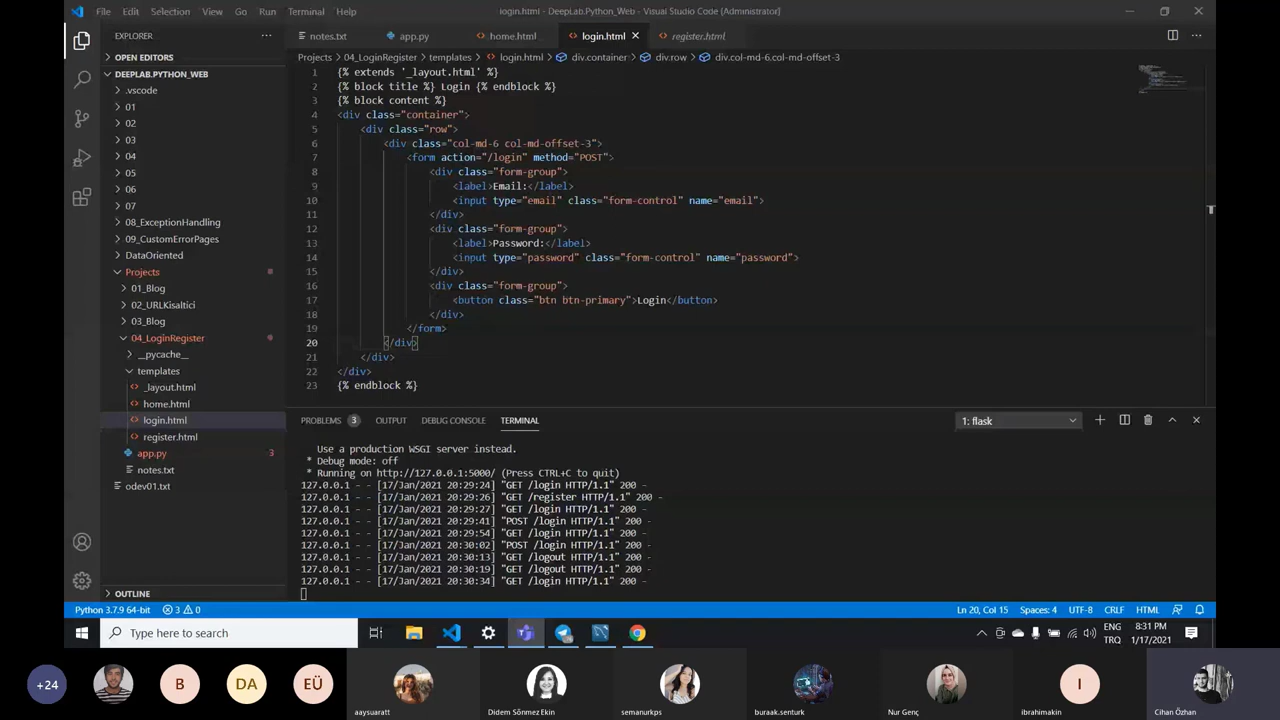 File Edit Selection View Go Run Terminal Help
login.html - DeepLab.Python_Web - Visual Studio Code [Administrator]
EXPLORER
notes.txt app.py home.html login.html register.html
OPEN EDITORS
Projects > 04_LoginRegister > templates > login.html > div.container > div.row > div.col-md-6.col-md-offset-3
DEEPLAB.PYTHON_WEB
.vscode
01
02
03
04
05
06
07
08_ExceptionHandling
09_CustomErrorPages
DataOriented
Projects
01_Blog
02_URLKisaltici
03_Blog
04_LoginRegister
__pycache__
templates
_layout.html
home.html
login.html
register.html
app.py 3
notes.txt
odev01.txt
OUTLINE
1 {% extends '_layout.html' %}
2 {% block title %} Login {% endblock %}
3 {% block content %}
4 <div class="container">
5 <div class="row">
6 <div class="col-md-6 col-md-offset-3">
7 <form action="/login" method="POST">
8 <div class="form-group">
9 <label>Email:</label>
10 <input type="email" class="form-control" name="email">
11 </div>
12 <div class="form-group">
13 <label>Password:</label>
14 <input type="password" class="form-control" name="password">
15 </div>
16 <div class="form-group">
17 <button class="btn btn-primary">Login</button>
18 </div>
19 </form>
20 </div>
21 </div>
22 </div>
23 {% endblock %}
PROBLEMS 3 OUTPUT DEBUG CONSOLE TERMINAL 1: flask
Use a production WSGI server instead.
* Debug mode: off
* Running on http://127.0.0.1:5000/ (Press CTRL+C to quit)
127.0.0.1 - - [17/Jan/2021 20:29:24] "GET /login HTTP/1.1" 200 -
127.0.0.1 - - [17/Jan/2021 20:29:26] "GET /register HTTP/1.1" 200 -
127.0.0.1 - - [17/Jan/2021 20:29:27] "GET /login HTTP/1.1" 200 -
127.0.0.1 - - [17/Jan/2021 20:29:41] "POST /login HTTP/1.1" 200 -
127.0.0.1 - - [17/Jan/2021 20:29:54] "GET /login HTTP/1.1" 200 -
127.0.0.1 - - [17/Jan/2021 20:30:02] "POST /login HTTP/1.1" 200 -
127.0.0.1 - - [17/Jan/2021 20:30:13] "GET /logout HTTP/1.1" 200 -
127.0.0.1 - - [17/Jan/2021 20:30:19] "GET /logout HTTP/1.1" 200 -
127.0.0.1 - - [17/Jan/2021 20:30:34] "GET /login HTTP/1.1" 200 -
Python 3.7.9 64-bit 3 0 Ln 20, Col 15 Spaces: 4 UTF-8 CRLF HTML
Type here to search
ENG
TRQ
8:31 PM
1/17/2021
+24 B DA EÜ I
aaysuaratt Didem Sönmez Ekin semanurkps buraak.senturk Nur Genç ibrahimakin Cihan Özhan